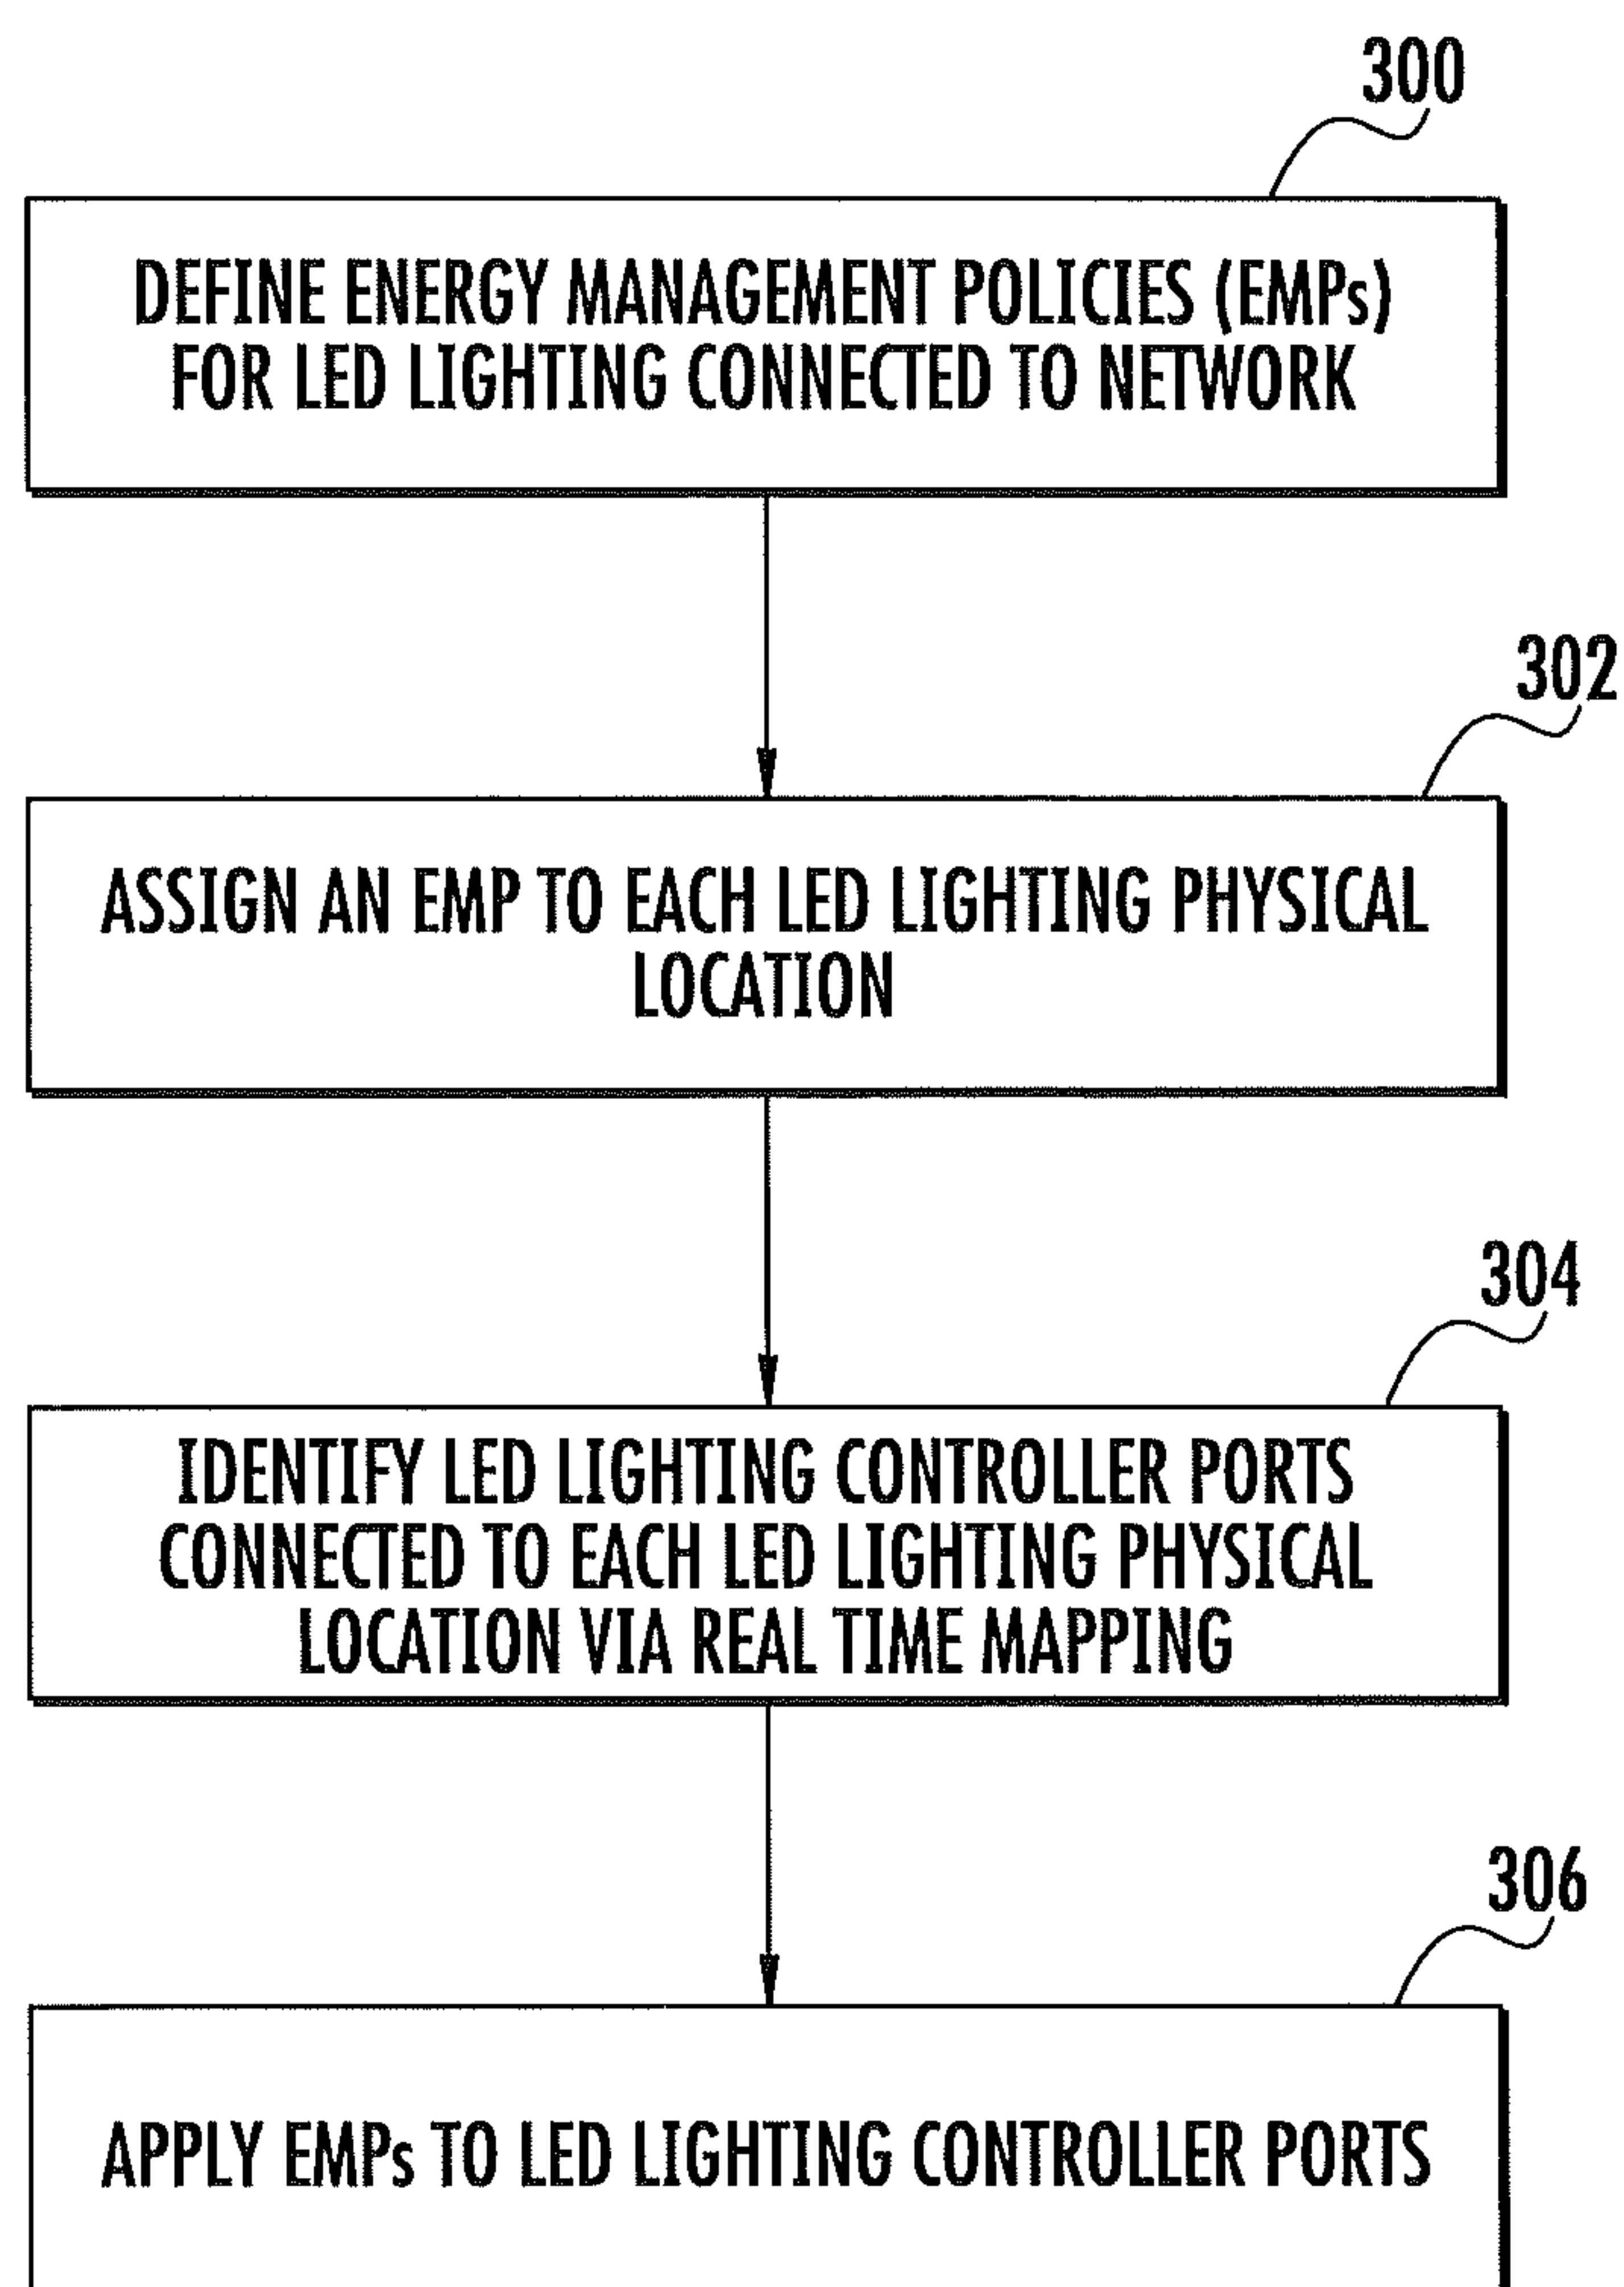 300
DEFINE ENERGY MANAGEMENT POLICIES (EMPs)
FOR LED LIGHTING CONNECTED TO NETWORK
302
ASSIGN AN EMP TO EACH LED LIGHTING PHYSICAL
LOCATION
304
IDENTIFY LED LIGHTING CONTROLLER PORTS
CONNECTED TO EACH LED LIGHTING PHYSICAL
LOCATION VIA REAL TIME MAPPING
306
APPLY EMPs TO LED LIGHTING CONTROLLER PORTS